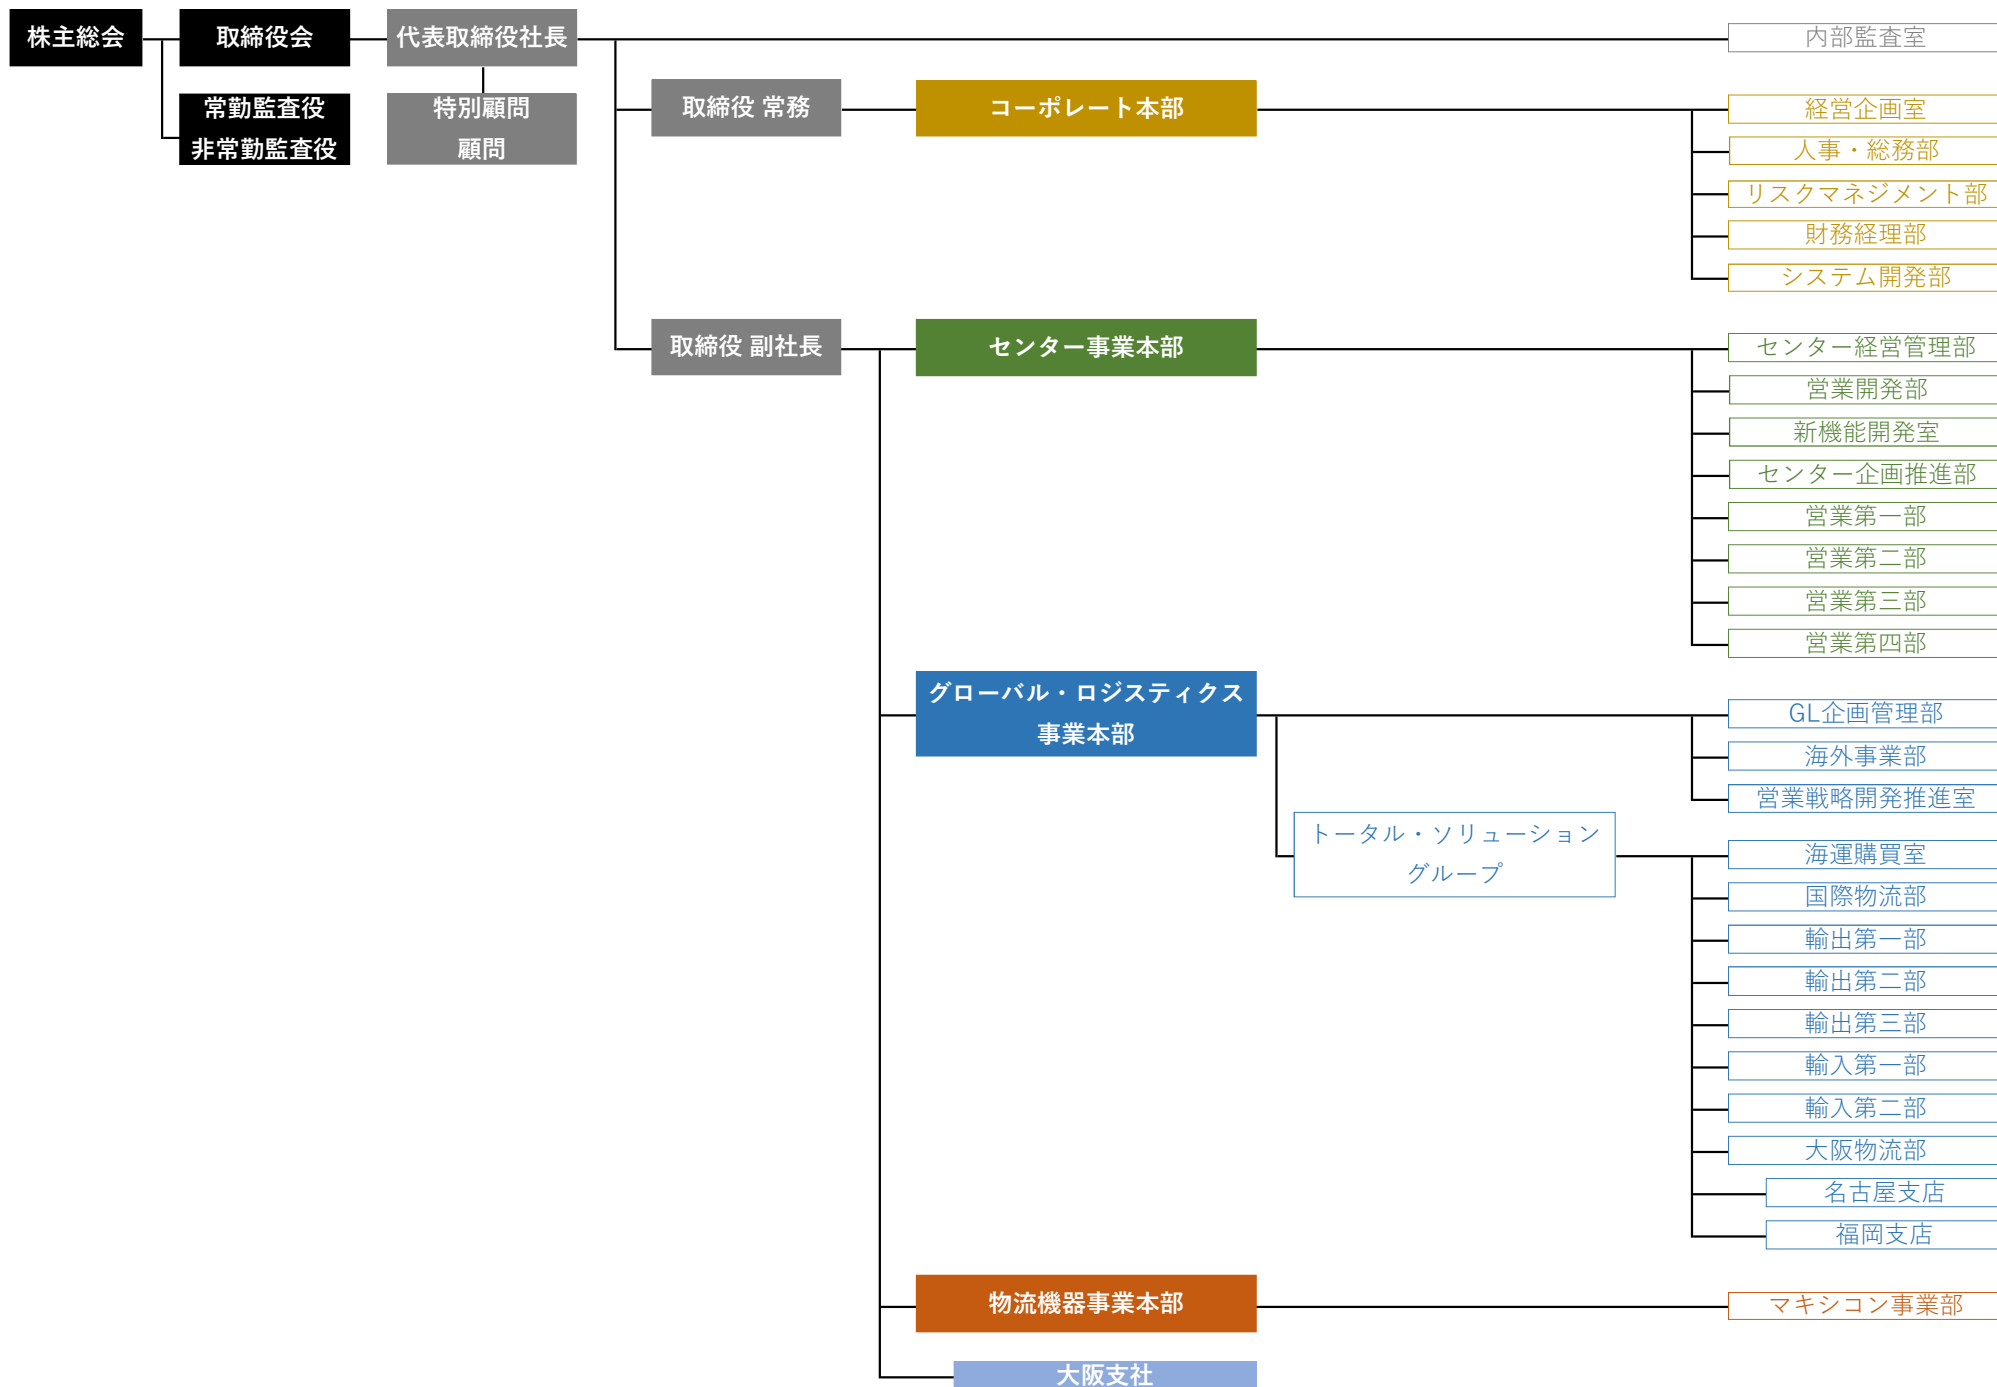 株主総会
取締役会
代表取締役社長
内部監査室
常勤監査役
非常勤監査役
特別顧問
顧問
取締役 常務
コーポレート本部
経営企画室
人事・総務部
リスクマネジメント部
財務経理部
システム開発部
取締役 副社長
センター事業本部
センター経営管理部
営業開発部
新機能開発室
センター企画推進部
営業第一部
営業第二部
営業第三部
営業第四部
グローバル・ロジスティクス
事業本部
GL企画管理部
海外事業部
営業戦略開発推進室
トータル・ソリューション
グループ
海運購買室
国際物流部
輸出第一部
輸出第二部
輸出第三部
輸入第一部
輸入第二部
大阪物流部
名古屋支店
福岡支店
物流機器事業本部
マキシコン事業部
大阪支社